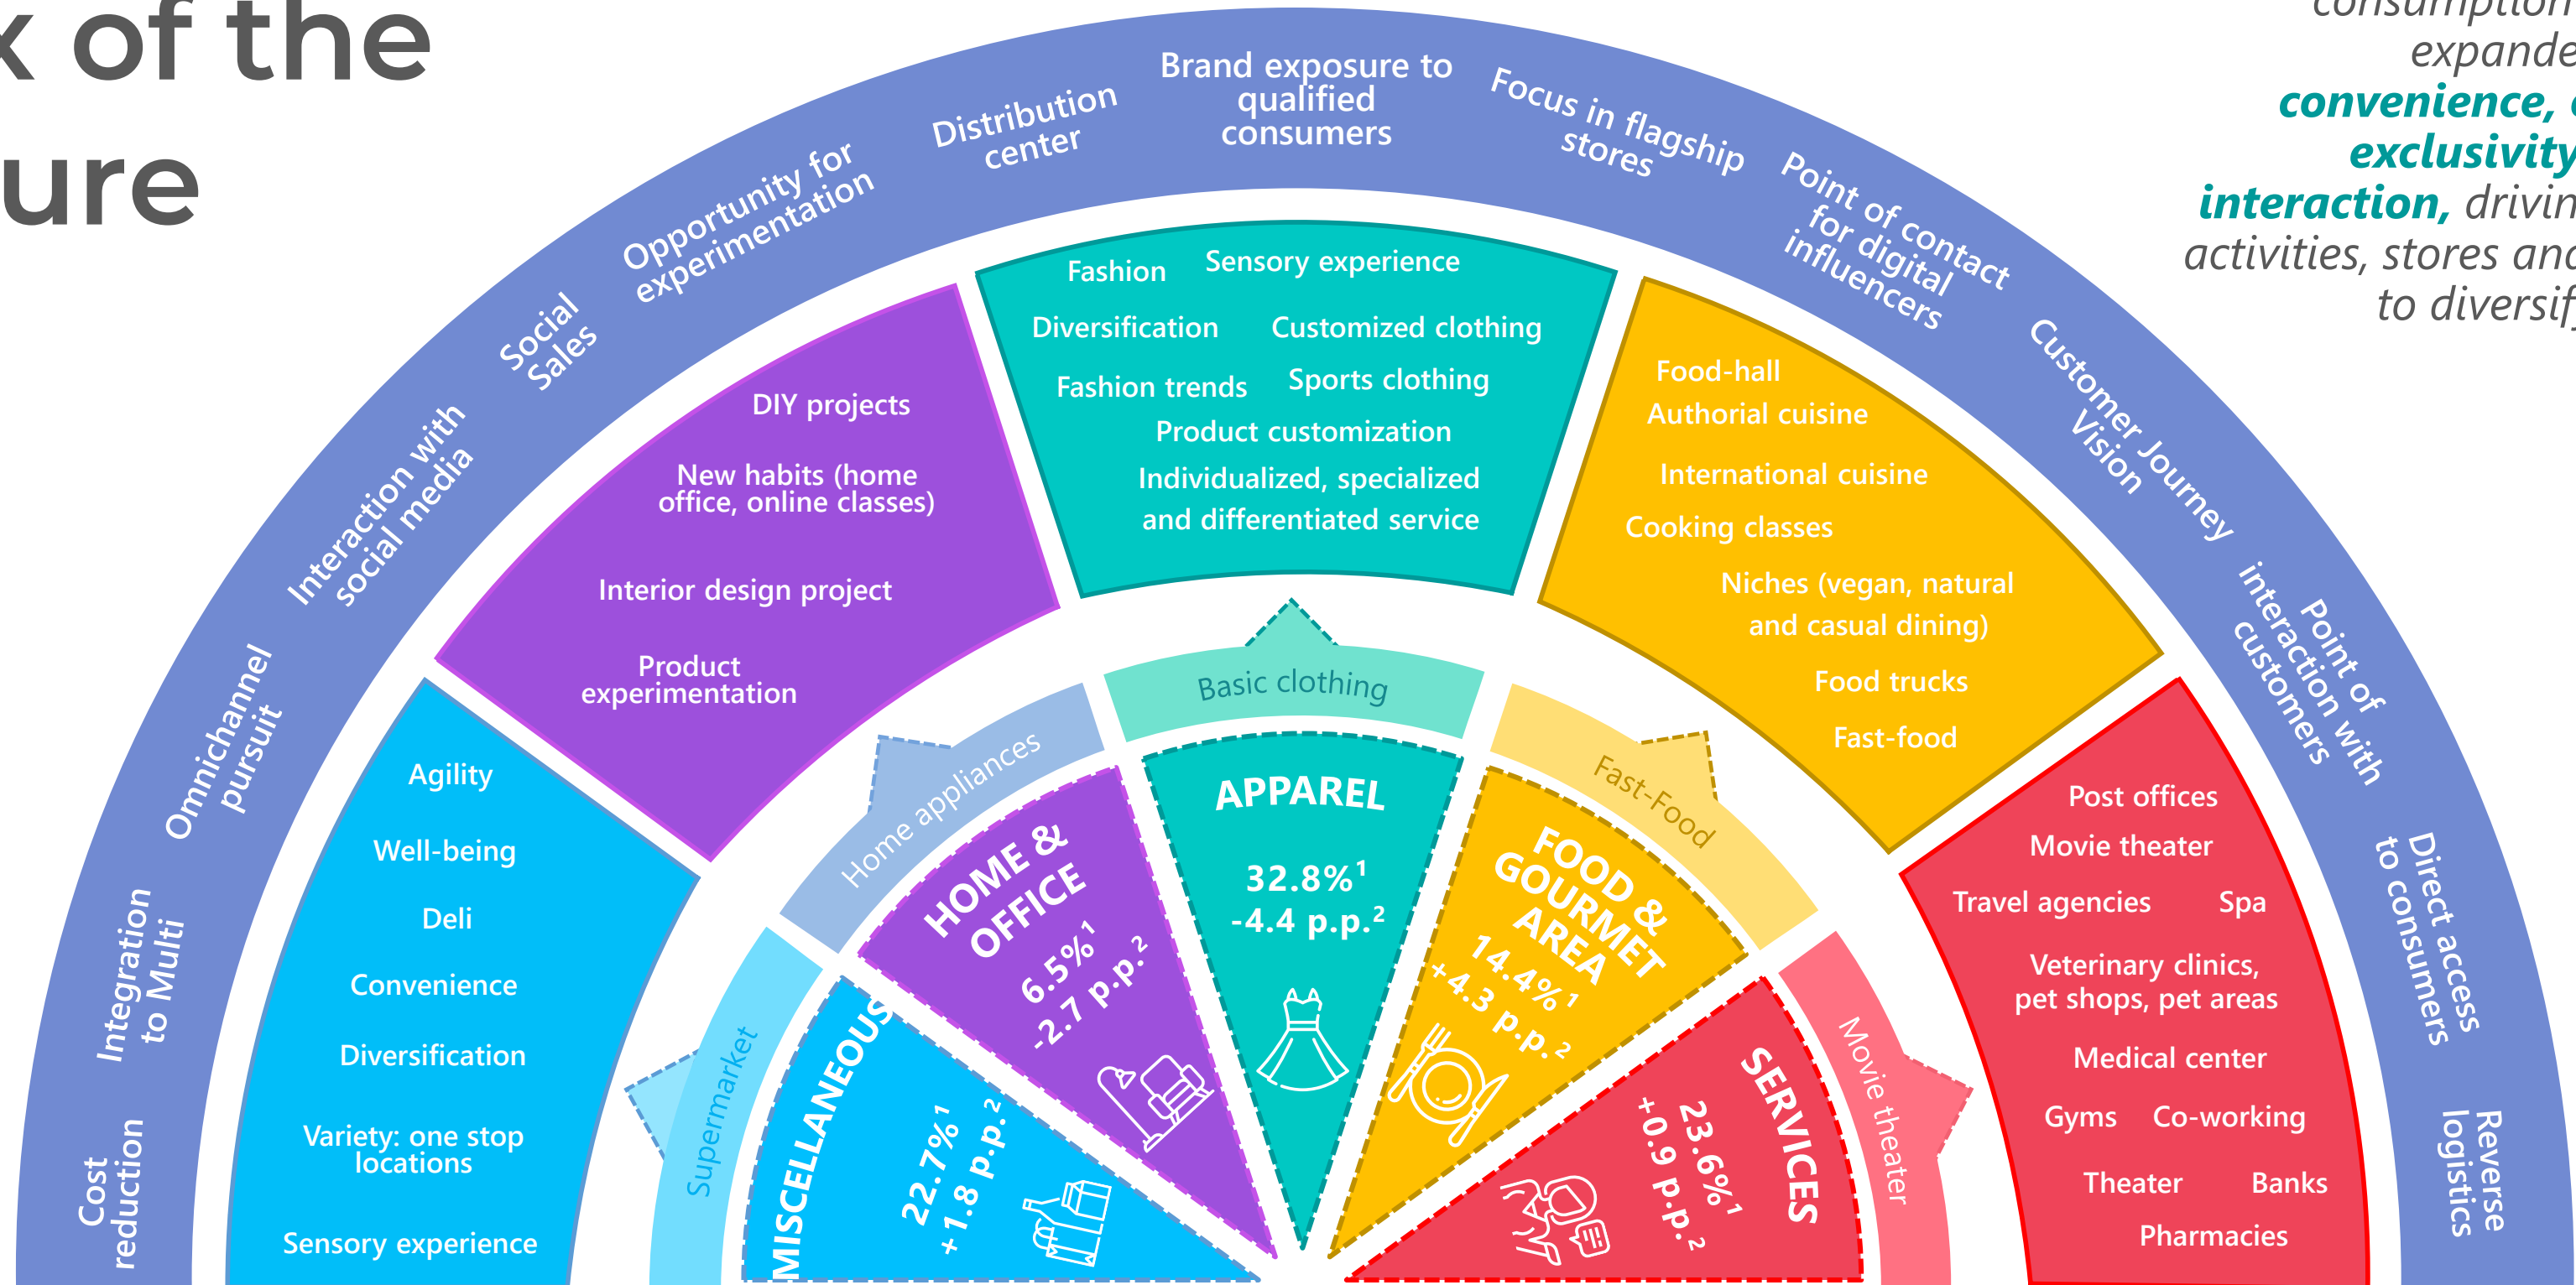 of the
consumption
convenience,
exclusivity
interaction,
activities, stores and
to
Cost
reduction
Integration
to Multi
Omnichannel
pursuit
Interaction with
social media
Social
Sales
Opportunity for
experimentation
Distribution
center
Brand exposure to
qualified
consumers
Focus in flagship
stores
Point of contact
for digital
influencers
Customer Journey
Vision
Point of
interaction with
customers
Direct access
to consumers
Reverse
logistics
Agility
Well-being
Deli
Convenience
Diversification
Variety: one stop
locations
Sensory experience
DIY projects
New habits (home
office, online classes)
Interior design project
Product
experimentation
Fashion Sensory experience
Diversification Customized clothing
Fashion trends Sports clothing
Product customization
Individualized, specialized
and differentiated service
Food-hall
Authorial cuisine
International cuisine
Cooking classes
Niches (vegan, natural
and casual dining)
Food trucks
Fast-food
Post offices
Movie theater
Travel agencies Spa
Veterinary clinics,
pet shops, pet areas
Medical center
Gyms Co-working
Theater Banks
Pharmacies
Supermarket
Home appliances
Basic clothing
Fast-Food
Movie theater
MISCELLANEOUS
22.7%¹
+1.8 p.p.²
HOME &
OFFICE
6.5%¹
-2.7 p.p.²
APPAREL
32.8%¹
-4.4 p.p.²
FOOD &
GOURMET
AREA
14.4%¹
+4.3 p.p.²
SERVICES
23.6%¹
+0.9 p.p.²